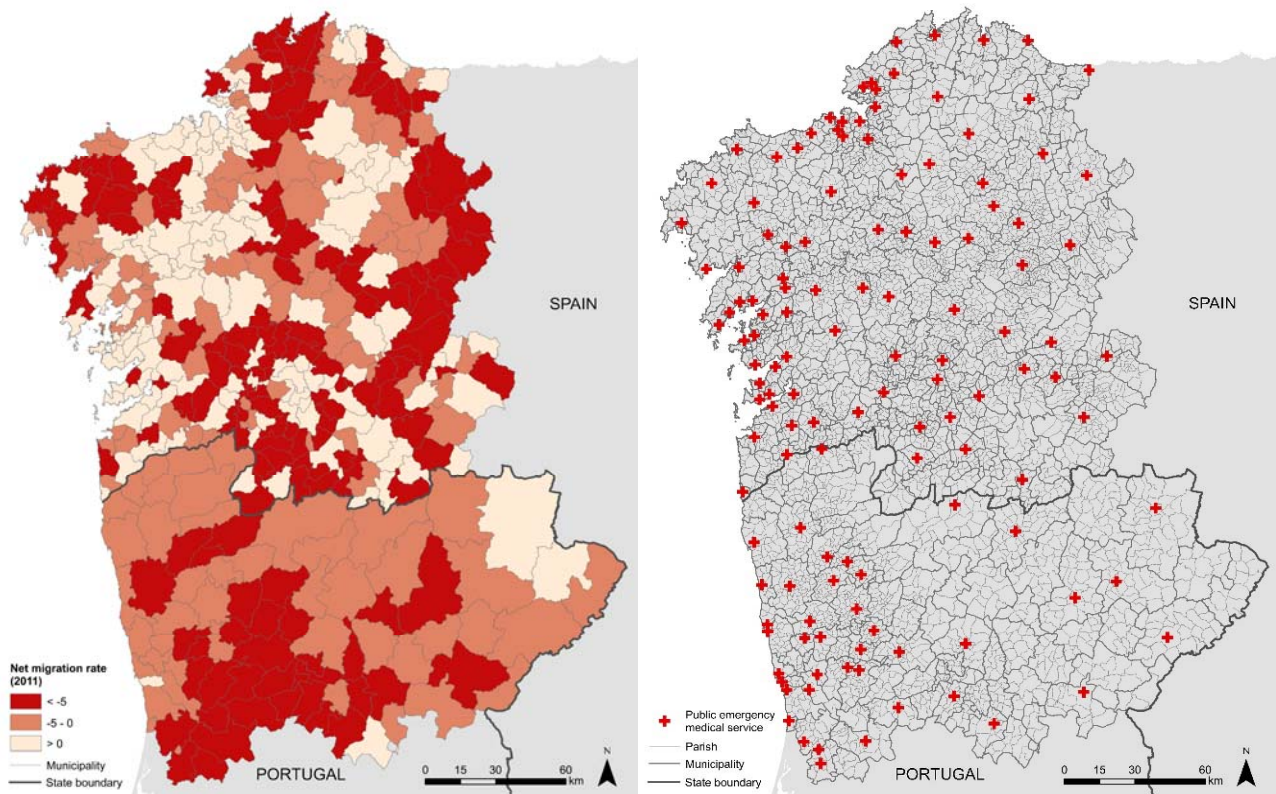 SPAIN
Net migration rate
(2011)
< -5
-5 - 0
> 0
Municipality
State boundary
PORTUGAL
0 15 30 60
km
N
SPAIN
Public emergency
medical service
Parish
Municipality
State boundary
PORTUGAL
0 15 30 60
km
N